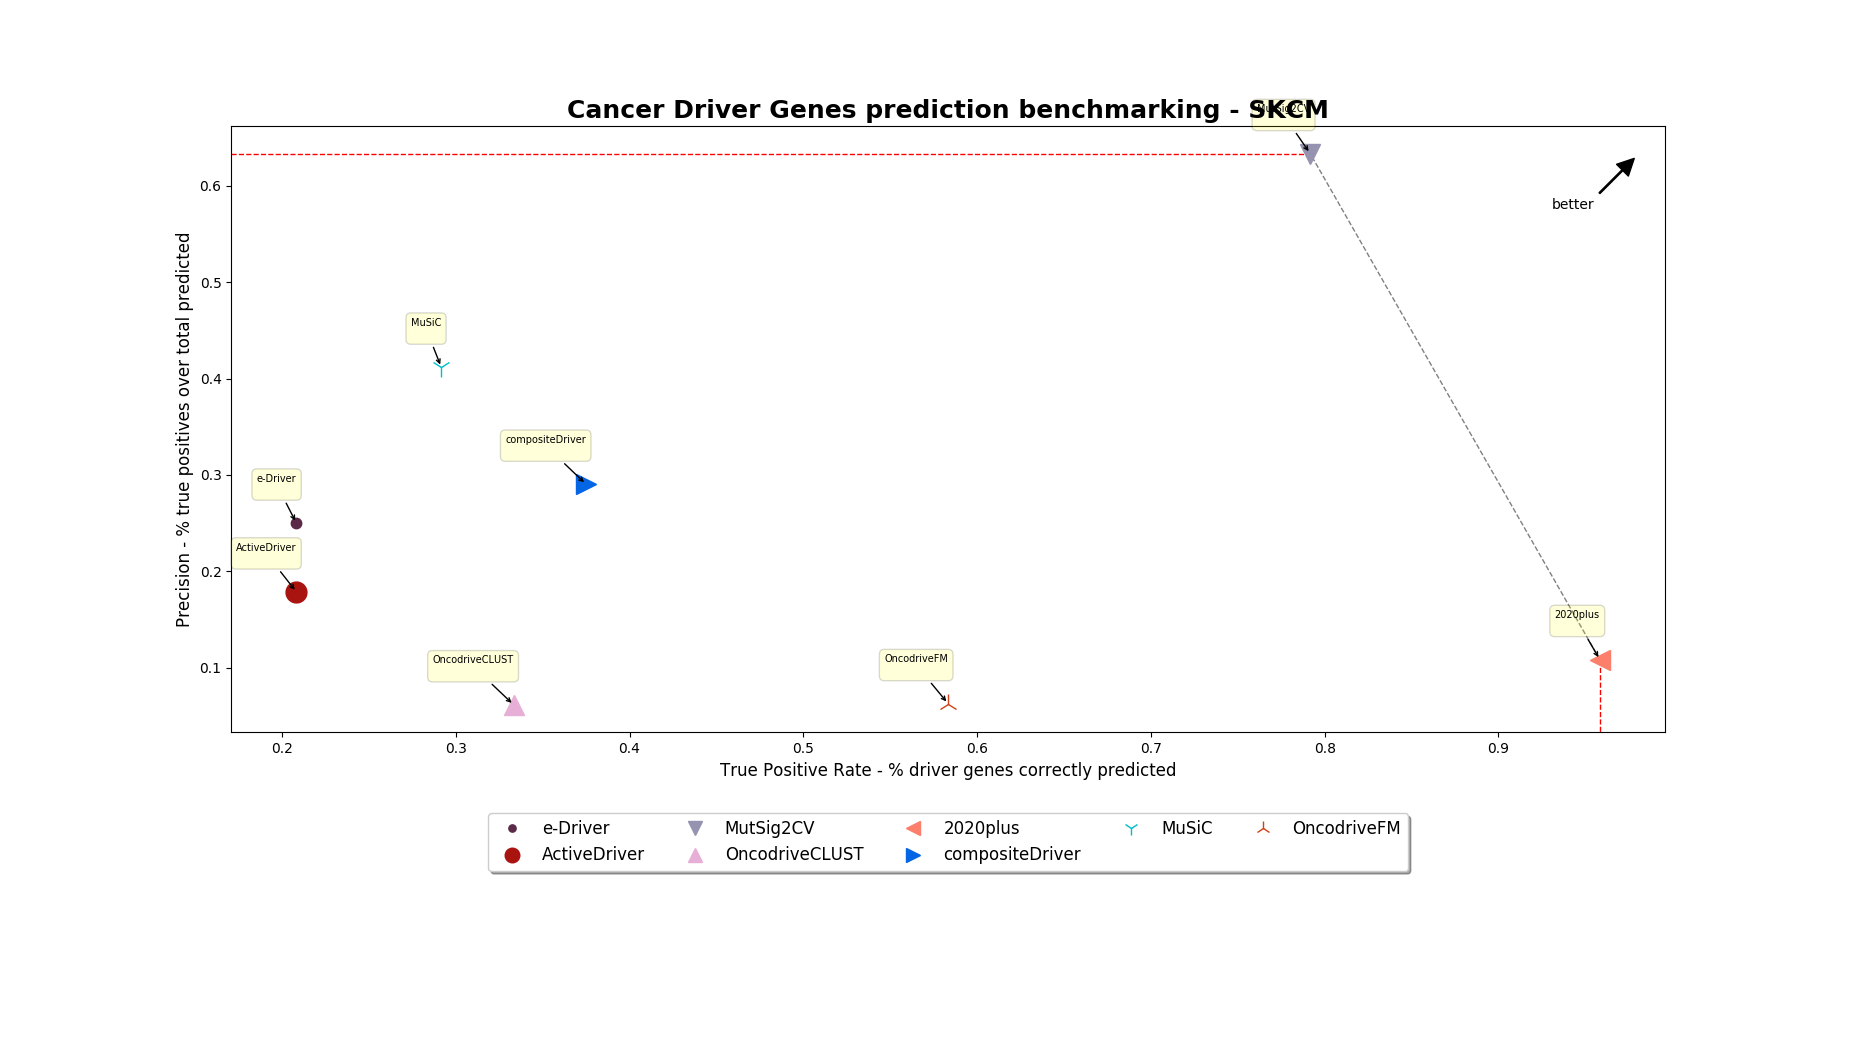 Cancer Driver Genes prediction benchmarking - SKCM
MutSig2CV
better
0.6
0.5
0.4
0.3
0.2
0.1
Precision - % true positives over total predicted
MuSiC
compositeDriver
e-Driver
ActiveDriver
2020plus
OncodriveCLUST
OncodriveFM
0.2 0.3 0.4 0.5 0.6 0.7 0.8 0.9
True Positive Rate - % driver genes correctly predicted
e-Driver MutSig2CV 2020plus MuSiC OncodriveFM
ActiveDriver OncodriveCLUST compositeDriver